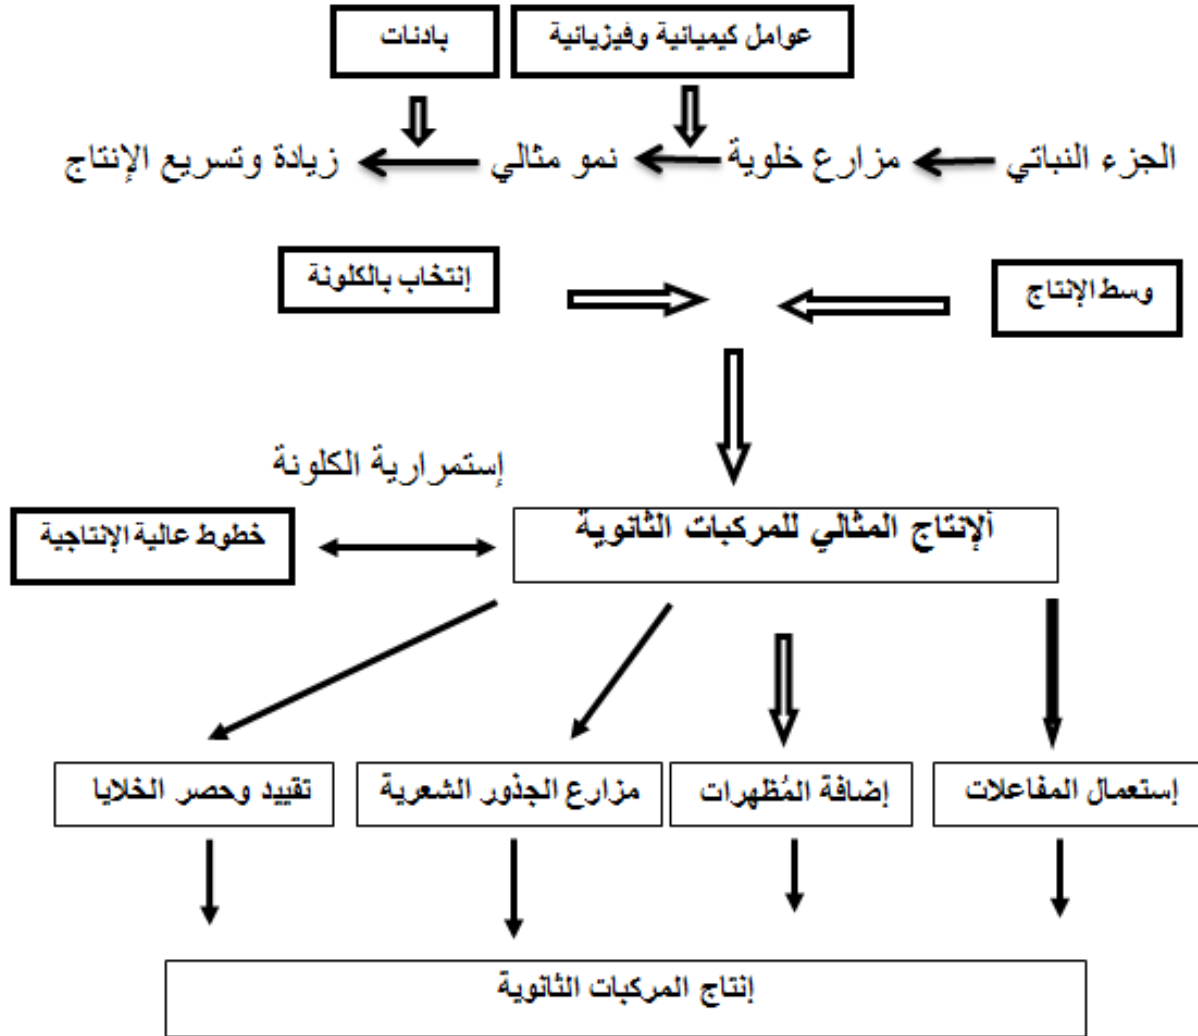 عوامل كيميائية وفيزيائية
بادئات
الجزء النباتي
مزارع خلوية
نمو مثالي
زيادة وتسريع الإنتاج
وسط الإنتاج
إنتخاب بالكلونة
إستمرارية الكلونة
ألإنتاج المثالي للمركبات الثانوية
خطوط عالية الإنتاجية
إستعمال المفاعلات
إضافة المُظهرات
مزارع الجذور الشعرية
تقييد وحصر الخلايا
إنتاج المركبات الثانوية